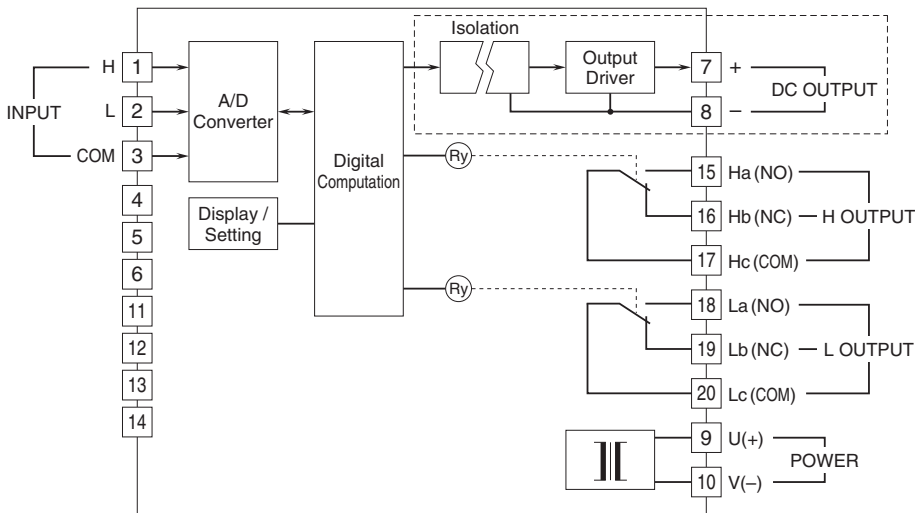 Isolation
H 1
Output
Driver
7 +
A/D
Converter
DC OUTPUT
INPUT
L 2
8 –
COM 3
Digital
Computation
Ry
15 Ha (NO)
4
Display /
Setting
16 Hb (NC)
H OUTPUT
5
17 Hc (COM)
6
Ry
11
18 La (NO)
12
19 Lb (NC)
L OUTPUT
13
20 Lc (COM)
14
9 U(+)
POWER
10 V(–)